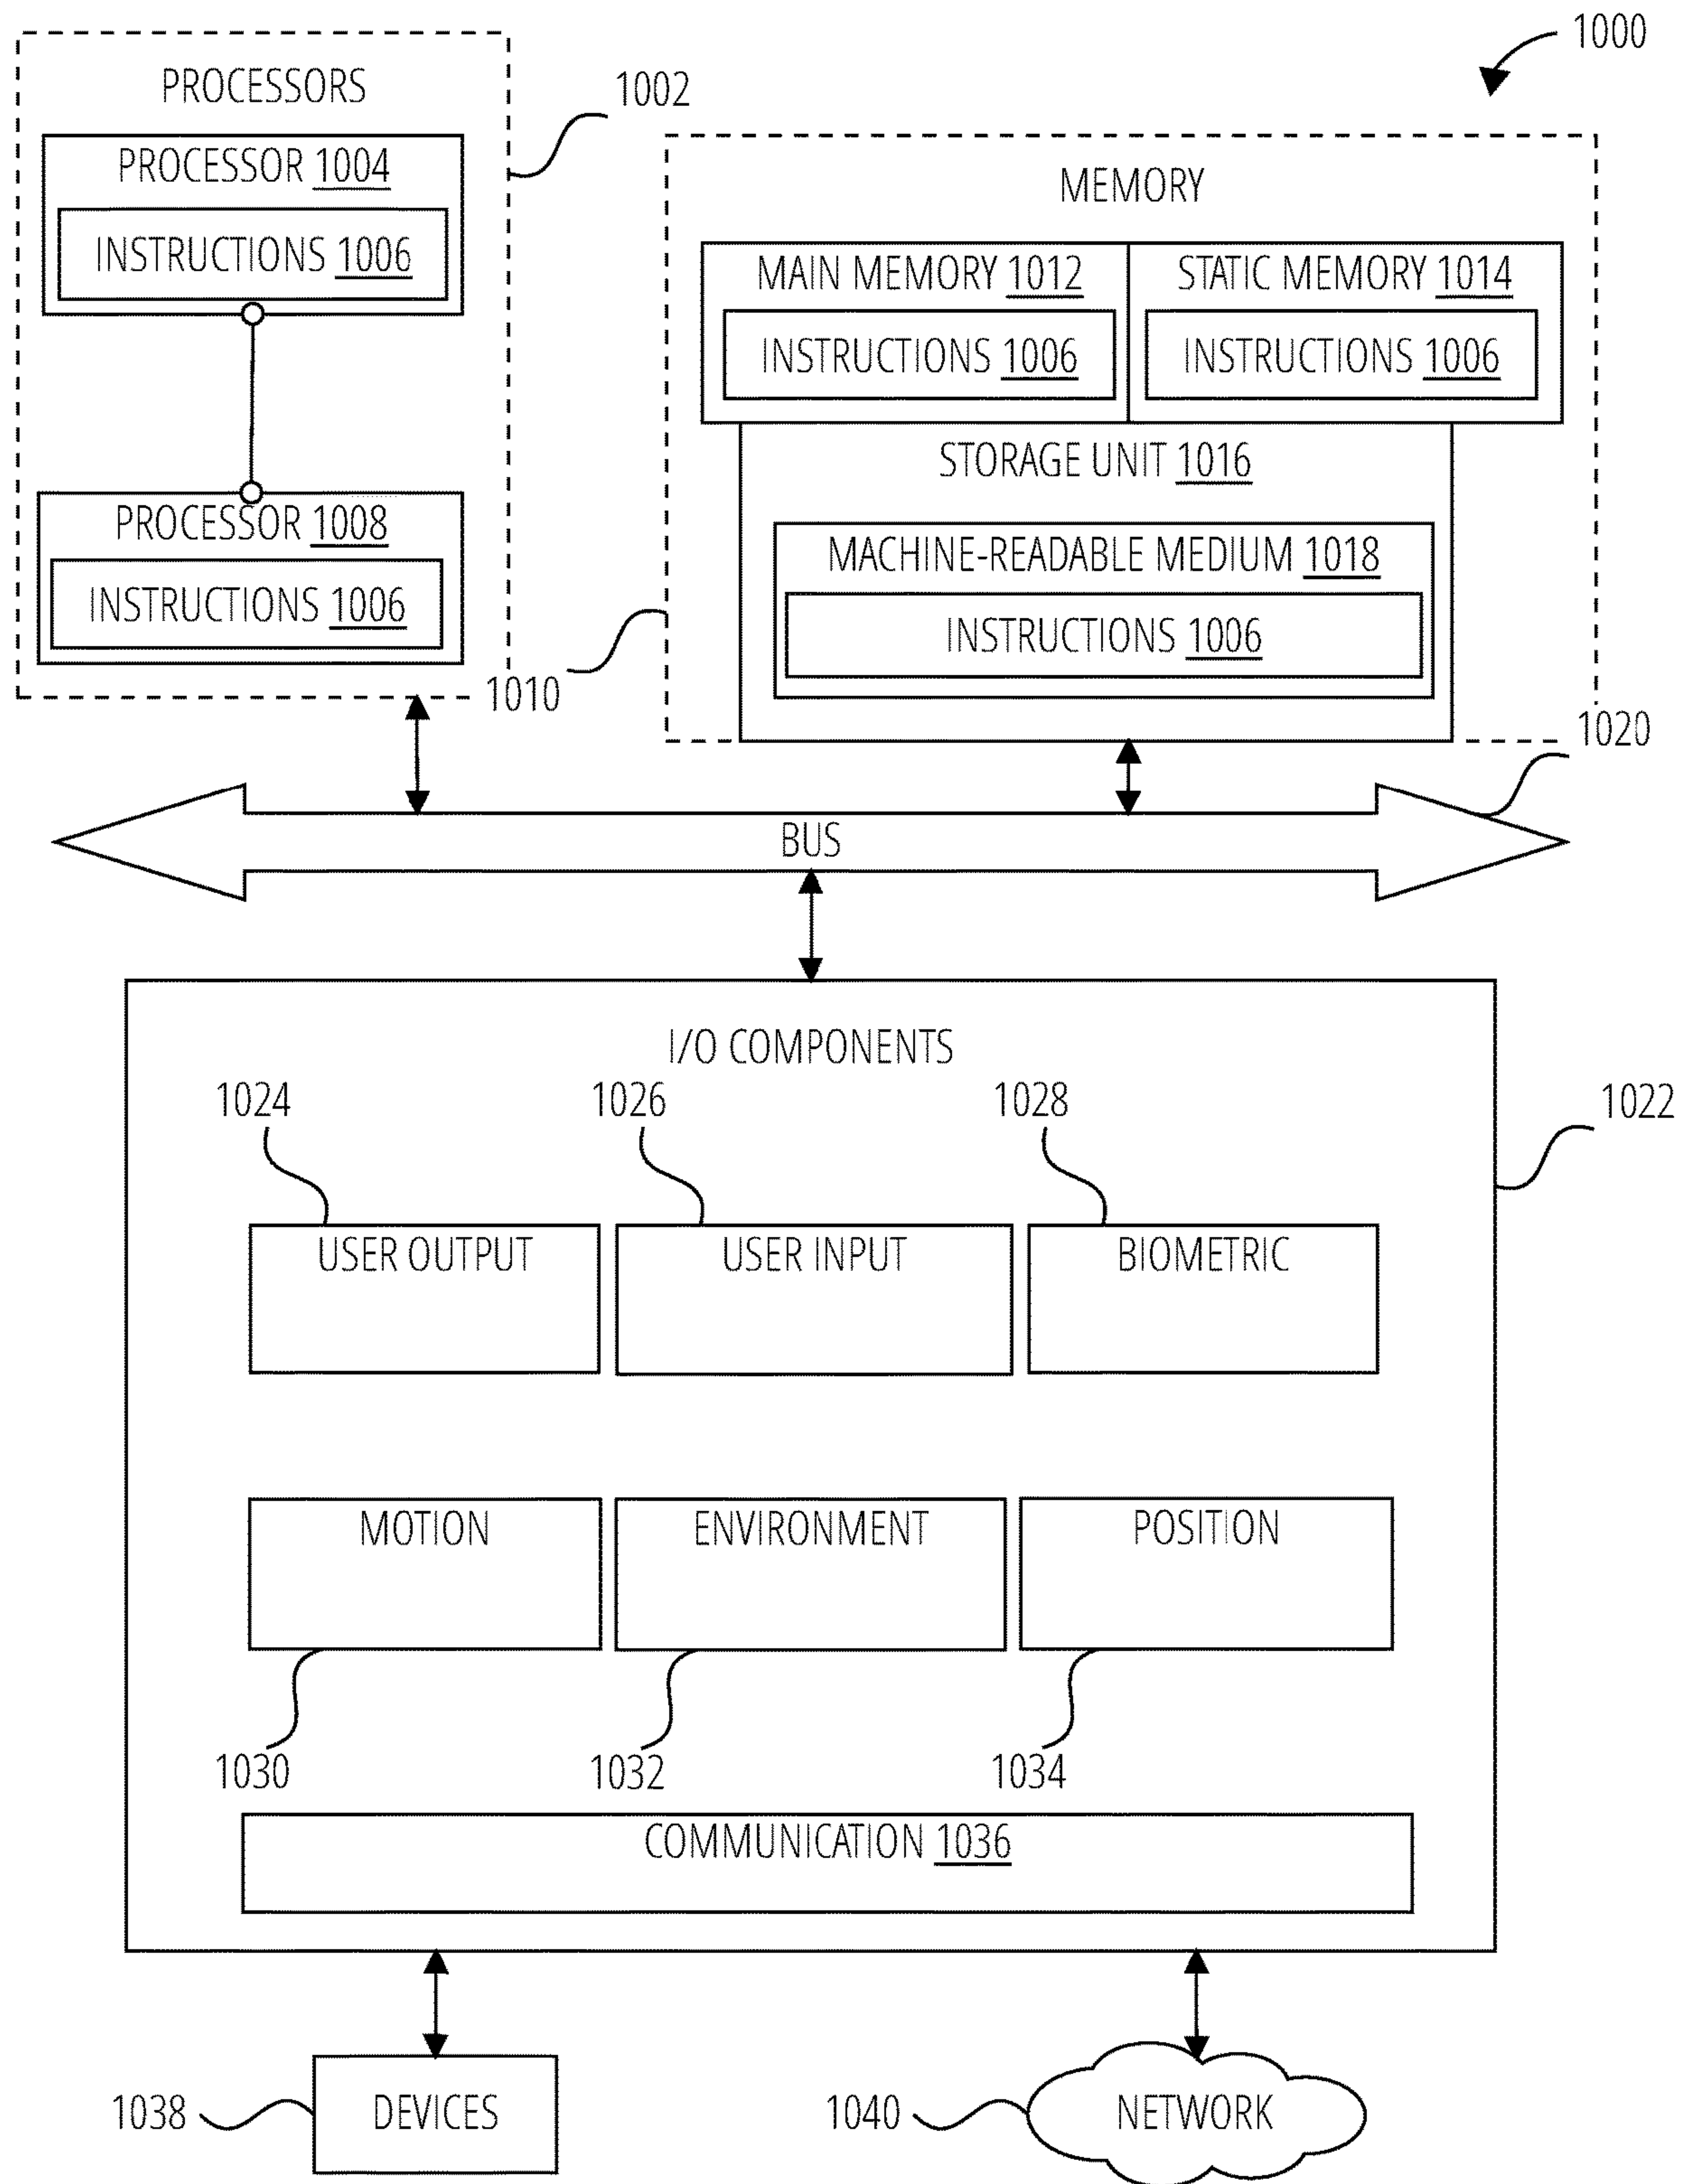 1000
PROCESSORS
1002
PROCESSOR 1004
INSTRUCTIONS 1006
MEMORY
MAIN MEMORY 1012
STATIC MEMORY 1014
INSTRUCTIONS 1006
INSTRUCTIONS 1006
STORAGE UNIT 1016
PROCESSOR 1008
INSTRUCTIONS 1006
MACHINE-READABLE MEDIUM 1018
INSTRUCTIONS 1006
1010
1020
BUS
I/O COMPONENTS
1024
1026
1028
1022
USER OUTPUT
USER INPUT
BIOMETRIC
MOTION
ENVIRONMENT
POSITION
1030
1032
1034
COMMUNICATION 1036
1038
DEVICES
1040
NETWORK